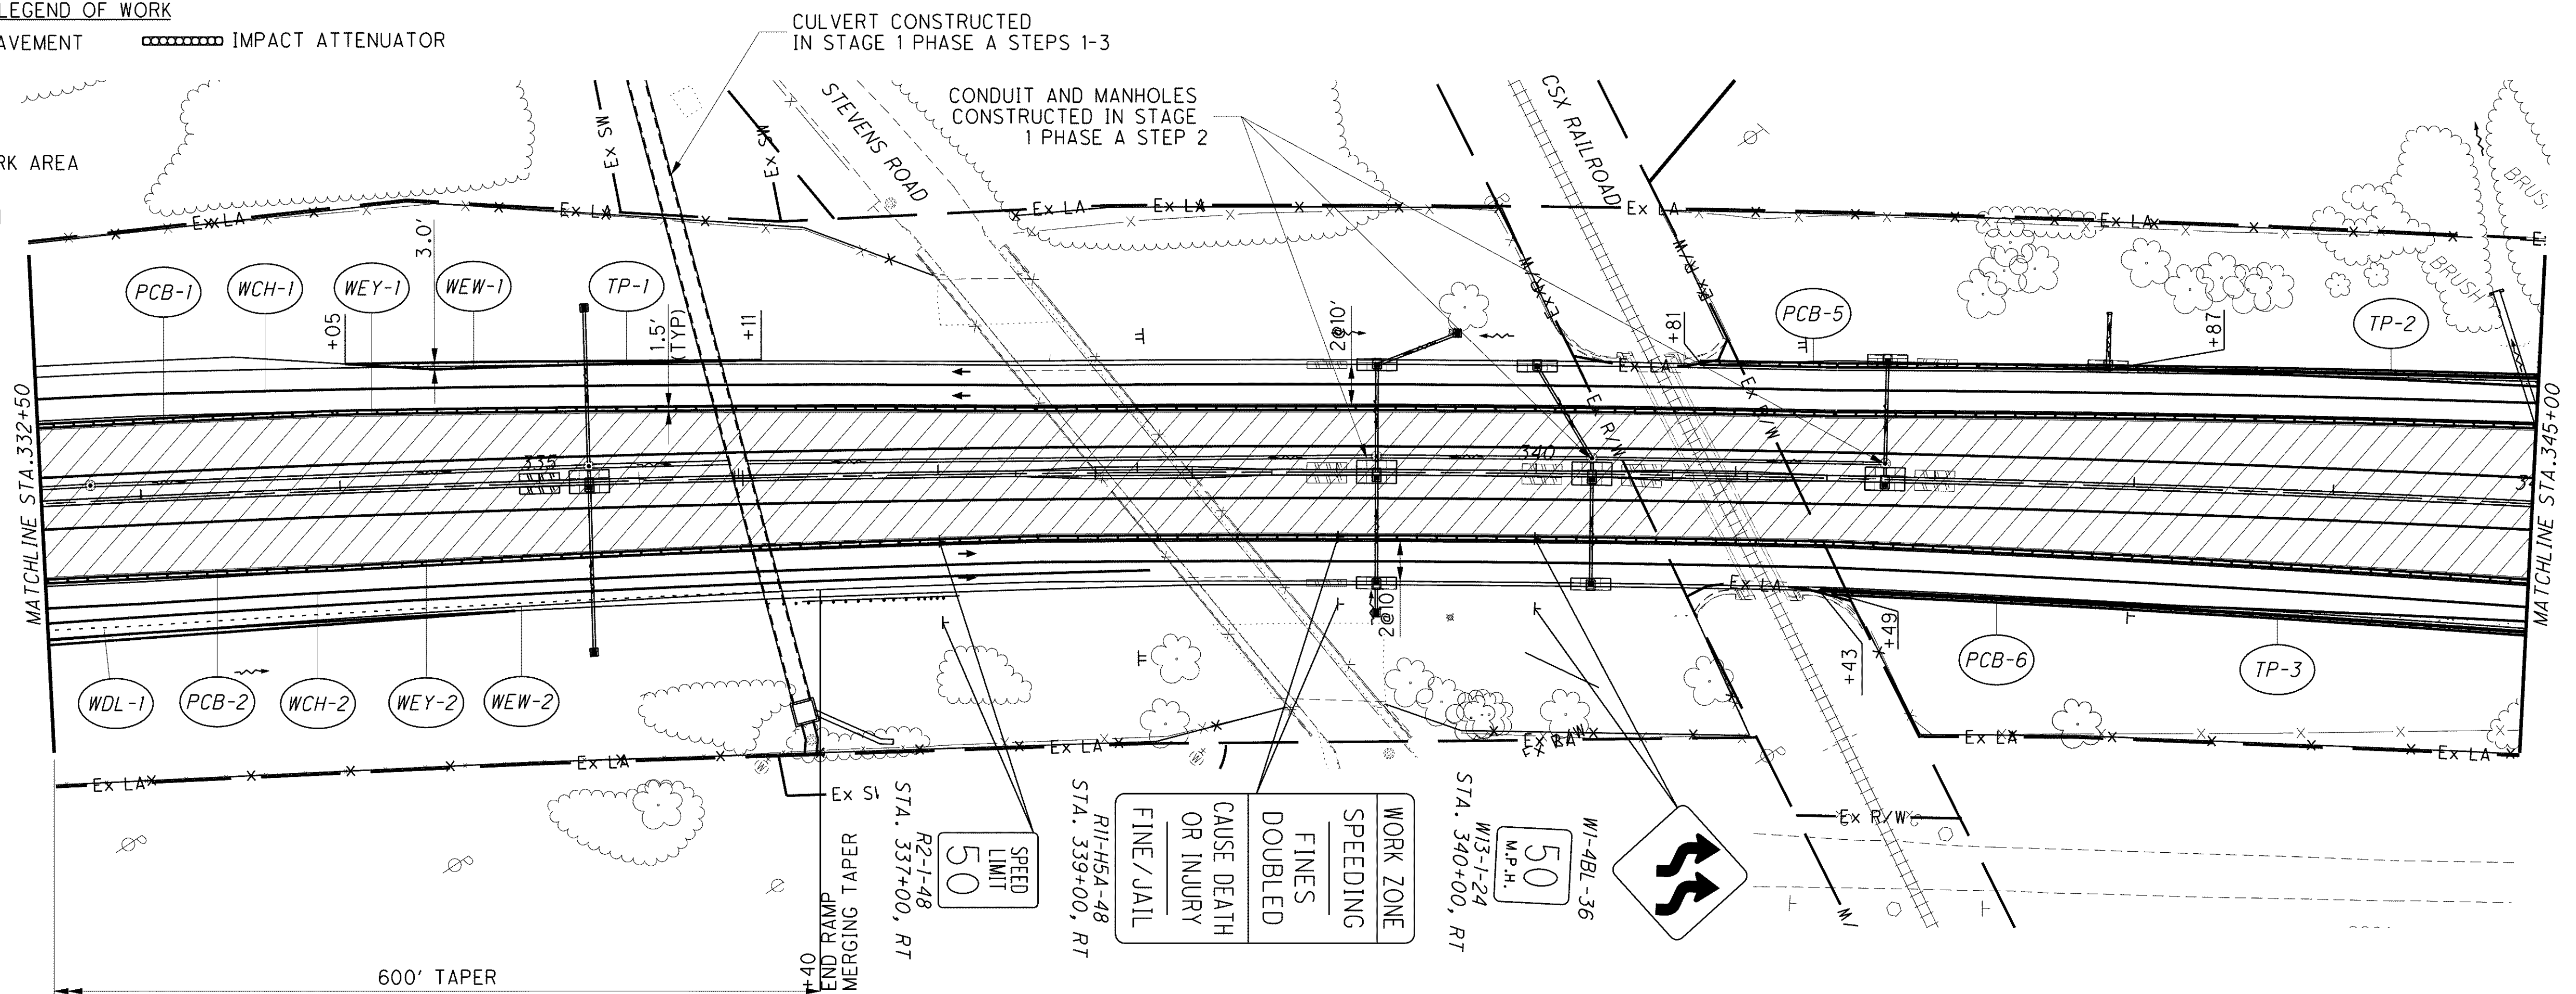 LEGEND OF WORK
AVEMENT
IMPACT ATTENUATOR
RK AREA
CULVERT CONSTRUCTED
IN STAGE 1 PHASE A STEPS 1-3
CONDUIT AND MANHOLES
CONSTRUCTED IN STAGE
1 PHASE A STEP 2
STEVENS ROAD
CSX RAILROAD
Ex SW
Ex SW
BRUSH
Ex LA
Ex LA
Ex LA
Ex LA
Ex LA
Ex LA
Ex R/W
Ex R/W
3.0'
PCB-1
WCH-1
WEY-1
WEW-1
TP-1
+05
1.5'
(TYP)
+11
2@10'
+81
PCB-5
+87
TP-2
Ex LA
Ex R/W
Ex R/W
MATCHLINE STA.332+50
335
340
MATCHLINE STA.345+00
Ex LA
2@10'
+43
+49
WDL-1
PCB-2
WCH-2
WEY-2
WEW-2
PCB-6
TP-3
Ex LA
Ex LA
Ex LA
Ex LA
Ex LA
Ex R/W
600' TAPER
+40
END RAMP
MERGING TAPER
STA. 337+00, RT
R2-1-48
SPEED
LIMIT
50
STA. 339+00, RT
R11-H5A-48
WORK ZONE
SPEEDING
FINES
DOUBLED
CAUSE DEATH
OR INJURY
FINE/JAIL
STA. 340+00, RT
W13-1-24
50
M.P.H.
W1-4BL-36